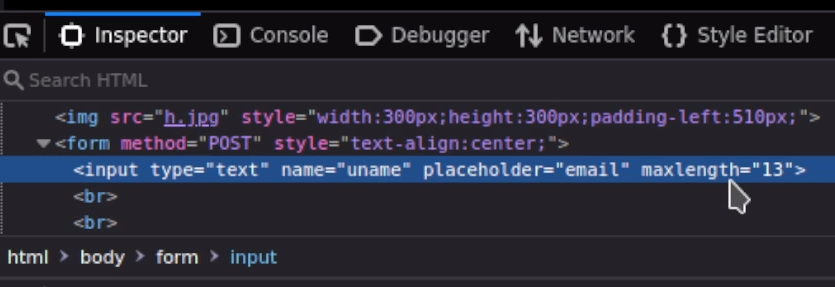 Inspector Console Debugger Network Style Editor
Search HTML
<img src="h.jpg" style="width:300px;height:300px;padding-left:510px;">
<form method="POST" style="text-align:center;">
<input type="text" name="uname" placeholder="email" maxlength="13">
<br>
<br>
html > body > form > input